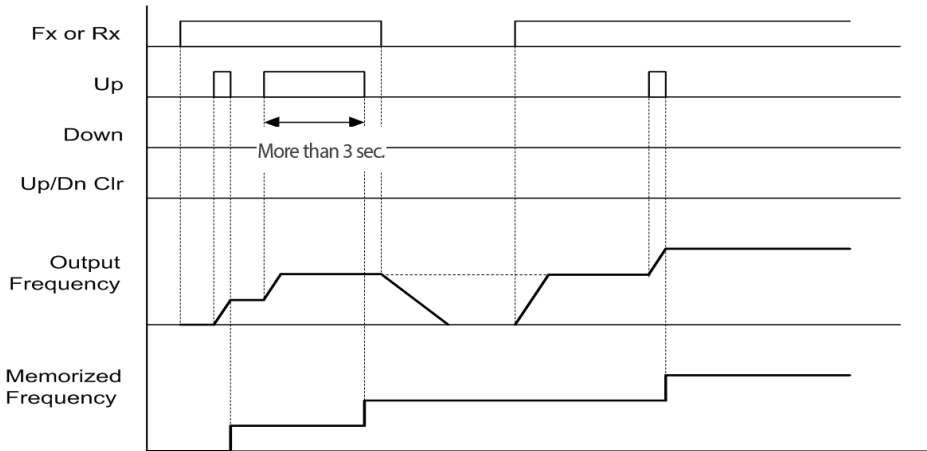 Fx or Rx
Up
Down
More than 3 sec.
Up/Dn Clr
Output
Frequency
Memorized
Frequency